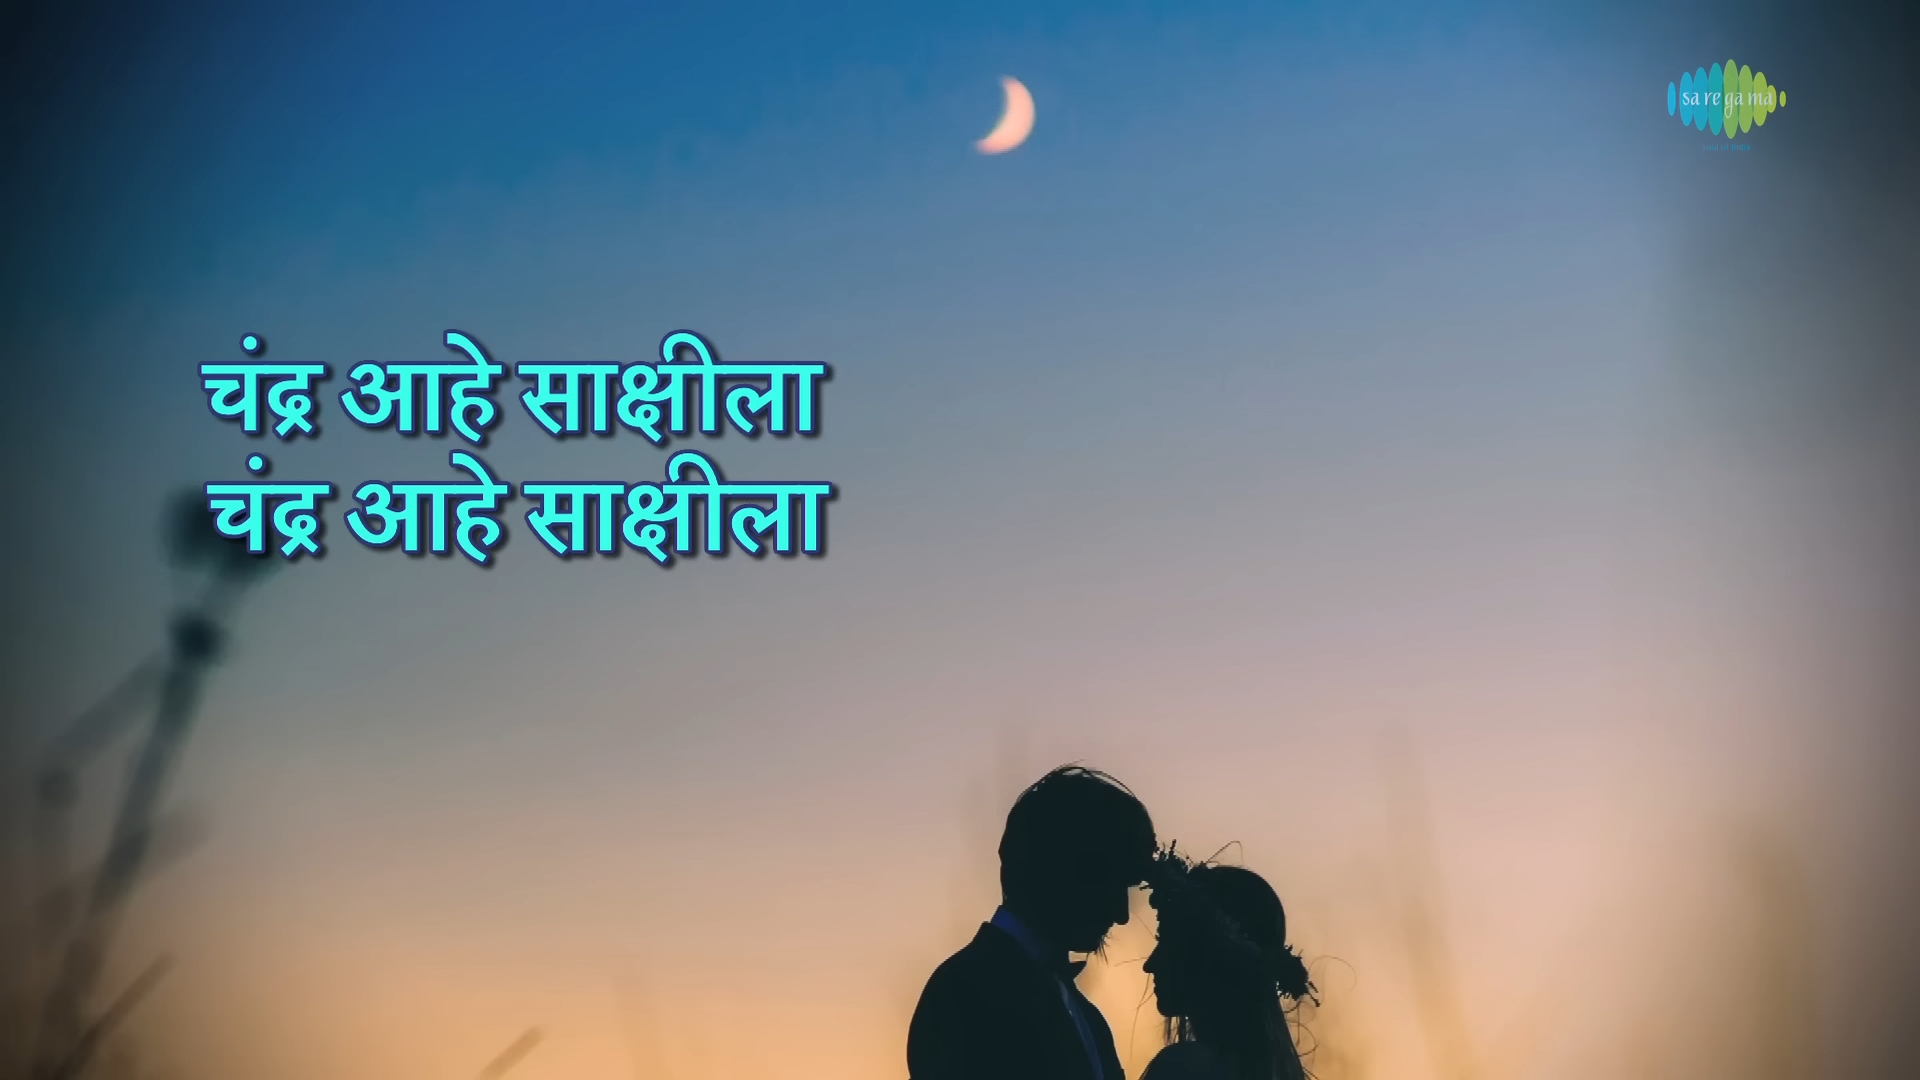 sa re ga ma
चंद्र आहे साक्षीला
चंद्र आहे साक्षीला